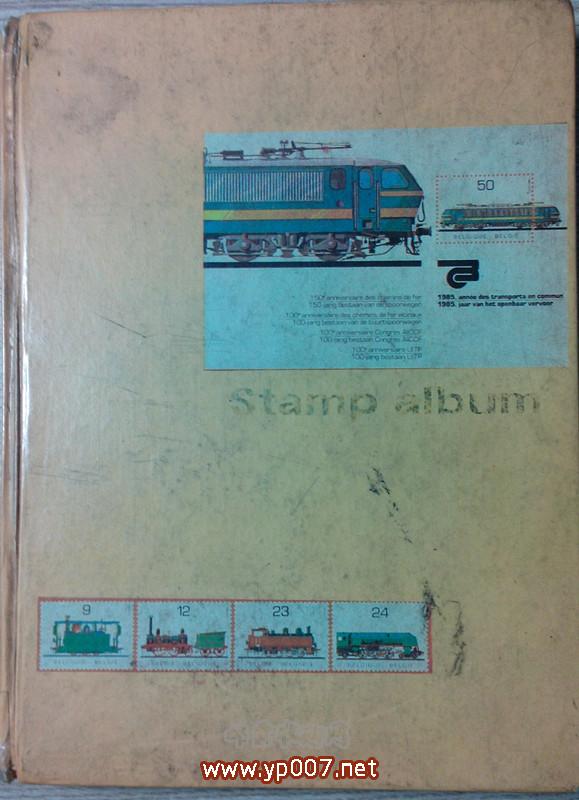 50
BELGIQUE - BELGIË
1985. année des transports en commun
1985. jaar van het openbaar vervoer
150e anniversaire des chemins de fer
150-jarig bestaan van de spoorwegen
100e anniversaire des chemins de fer vicinaux
100-jarig bestaan van de buurtspoorwegen
100e anniversaire Congrès AICCF
100-jarig bestaan Congres AICCF
100e anniversaire UITP
100-jarig bestaan UITP
Stamp album
9
12
23
24
BELGIQUE - BELGIË
www.yp007.net